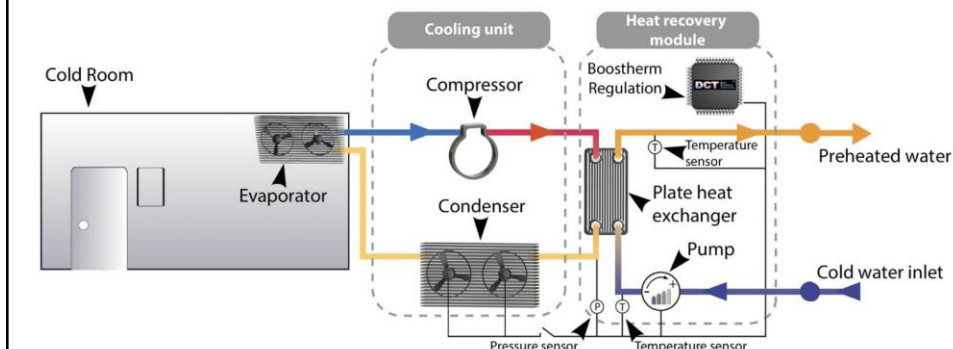 Cooling unit
Heat recovery
module
Cold Room
Compressor
Boostherm
Regulation
DCT
Temperature
sensor
Preheated water
Evaporator
Plate heat
exchanger
Condenser
Pump
Cold water inlet
T
P
T
- +
Pressure sensor
Temperature sensor